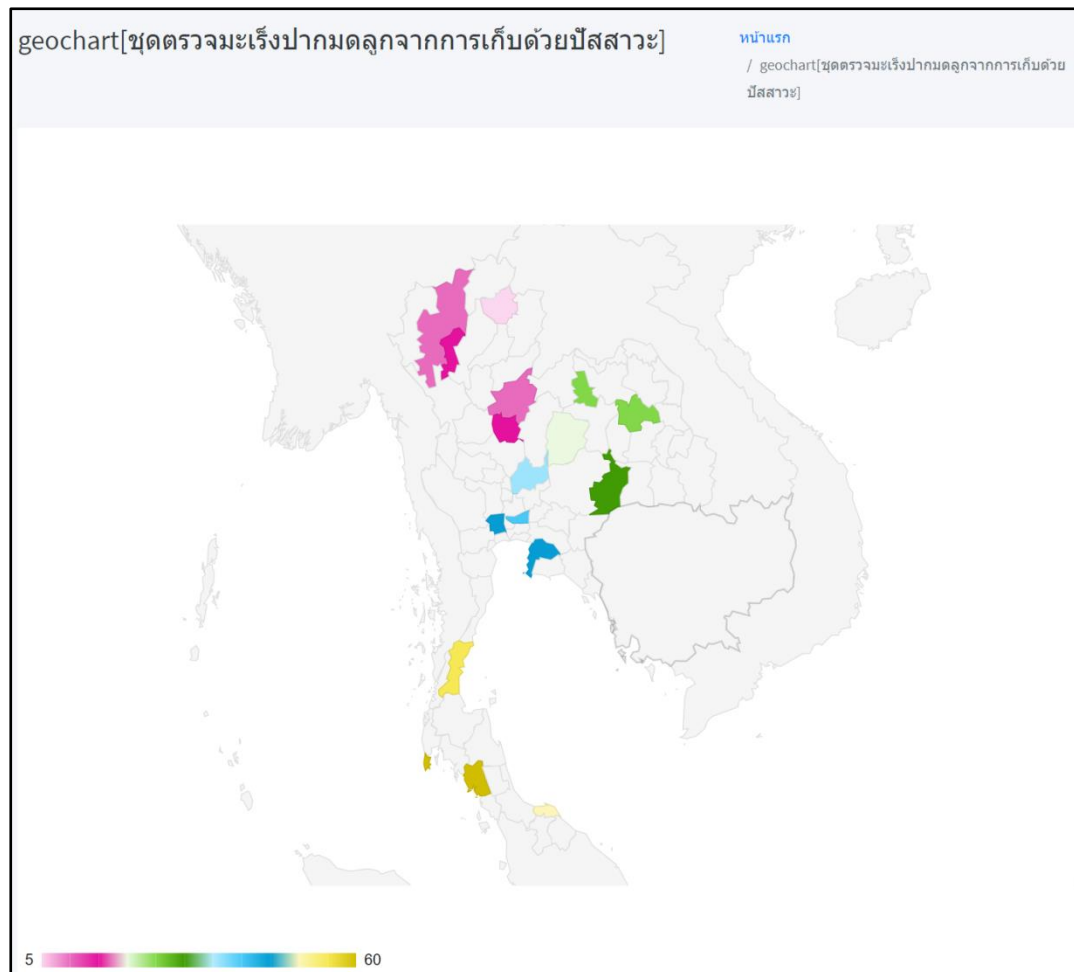 geochart[ชุดตรวจมะเร็งปากมดลูกจากการเก็บด้วยปัสสาวะ]
หน้าแรก
/ geochart[ชุดตรวจมะเร็งปากมดลูกจากการเก็บด้วย
ปัสสาวะ]
5
60